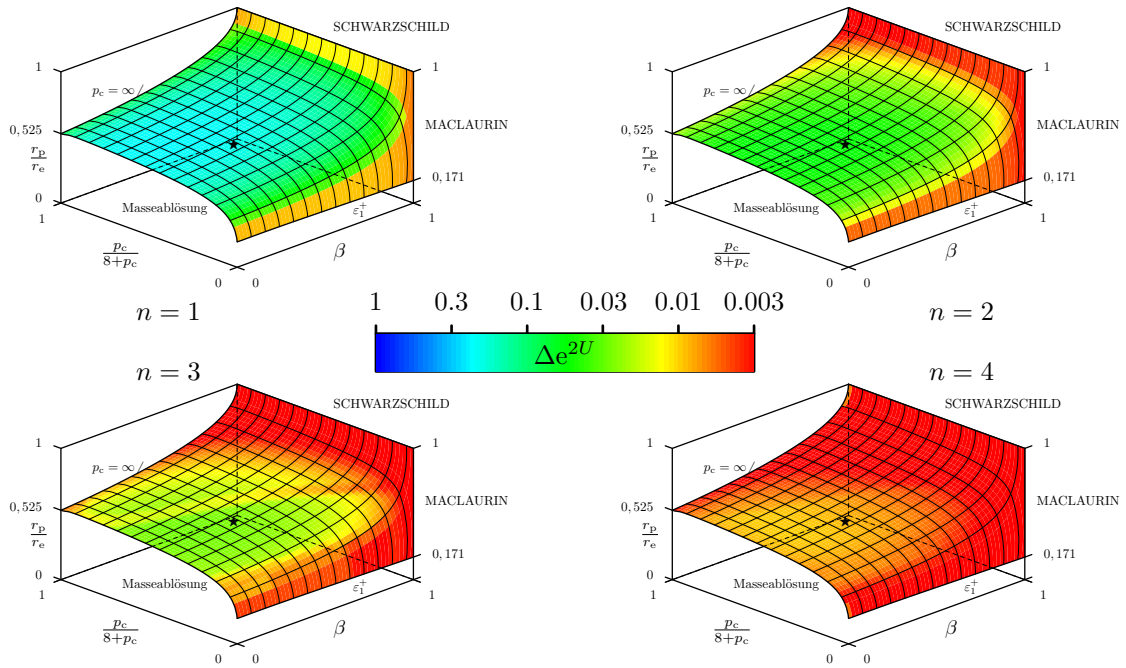 SCHWARZSCHILD
1
p_c = ∞
0,525
r_p/r_e
MACLAURIN
0,171
0
1
Masseablösung
ε_1^+
1
p_c/(8+p_c)
β
0
0
n = 1
SCHWARZSCHILD
1
1
p_c = ∞
0,525
r_p/r_e
MACLAURIN
0,171
0
1
Masseablösung
ε_1^+
1
p_c/(8+p_c)
β
0
0
n = 2
1
1 0.3 0.1 0.03 0.01 0.003
Δe^{2U}
n = 3
SCHWARZSCHILD
1
1
p_c = ∞
0,525
r_p/r_e
MACLAURIN
0,171
0
1
Masseablösung
ε_1^+
1
p_c/(8+p_c)
β
0
0
n = 4
SCHWARZSCHILD
1
1
p_c = ∞
0,525
r_p/r_e
MACLAURIN
0,171
0
1
Masseablösung
ε_1^+
1
p_c/(8+p_c)
β
0
0